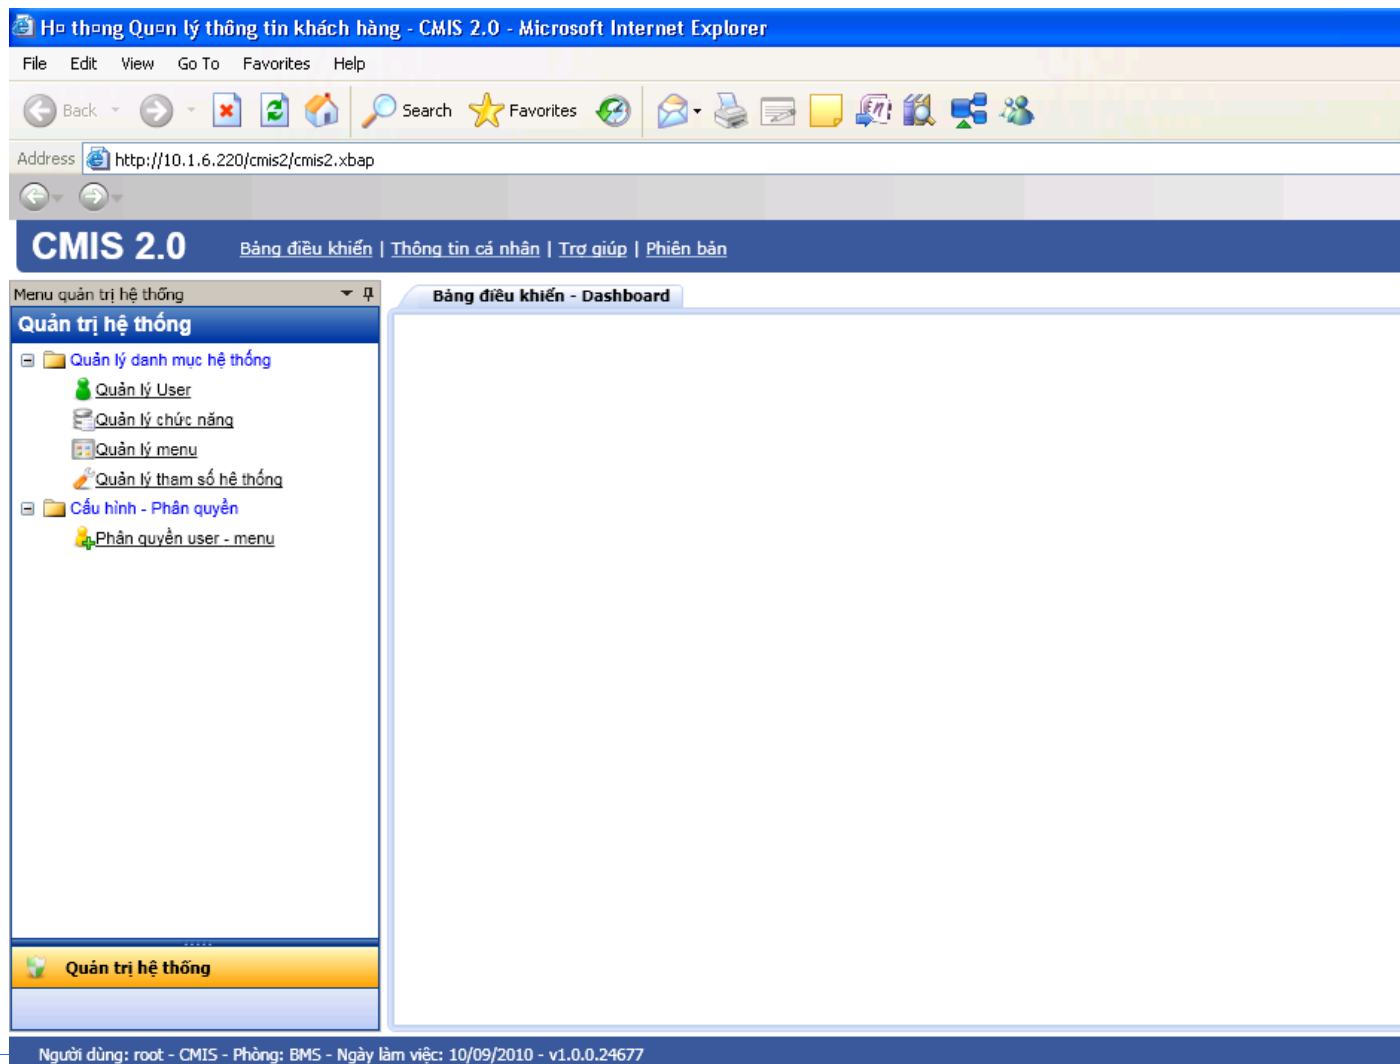 H¤ th¤ng Qu¤n lý thông tin khách hàng - CMIS 2.0 - Microsoft Internet Explorer
File Edit View Go To Favorites Help
Back Search Favorites
Address http://10.1.6.220/cmis2/cmis2.xbap
CMIS 2.0 Bảng điều khiển | Thông tin cá nhân | Trợ giúp | Phiên bản
Menu quản trị hệ thống
Bảng điều khiển - Dashboard
Quản trị hệ thống
Quản lý danh mục hệ thống
Quản lý User
Quản lý chức năng
Quản lý menu
Quản lý tham số hệ thống
Cấu hình - Phân quyền
Phân quyền user - menu
Quản trị hệ thống
Người dùng: root - CMIS - Phòng: BMS - Ngày làm việc: 10/09/2010 - v1.0.0.24677